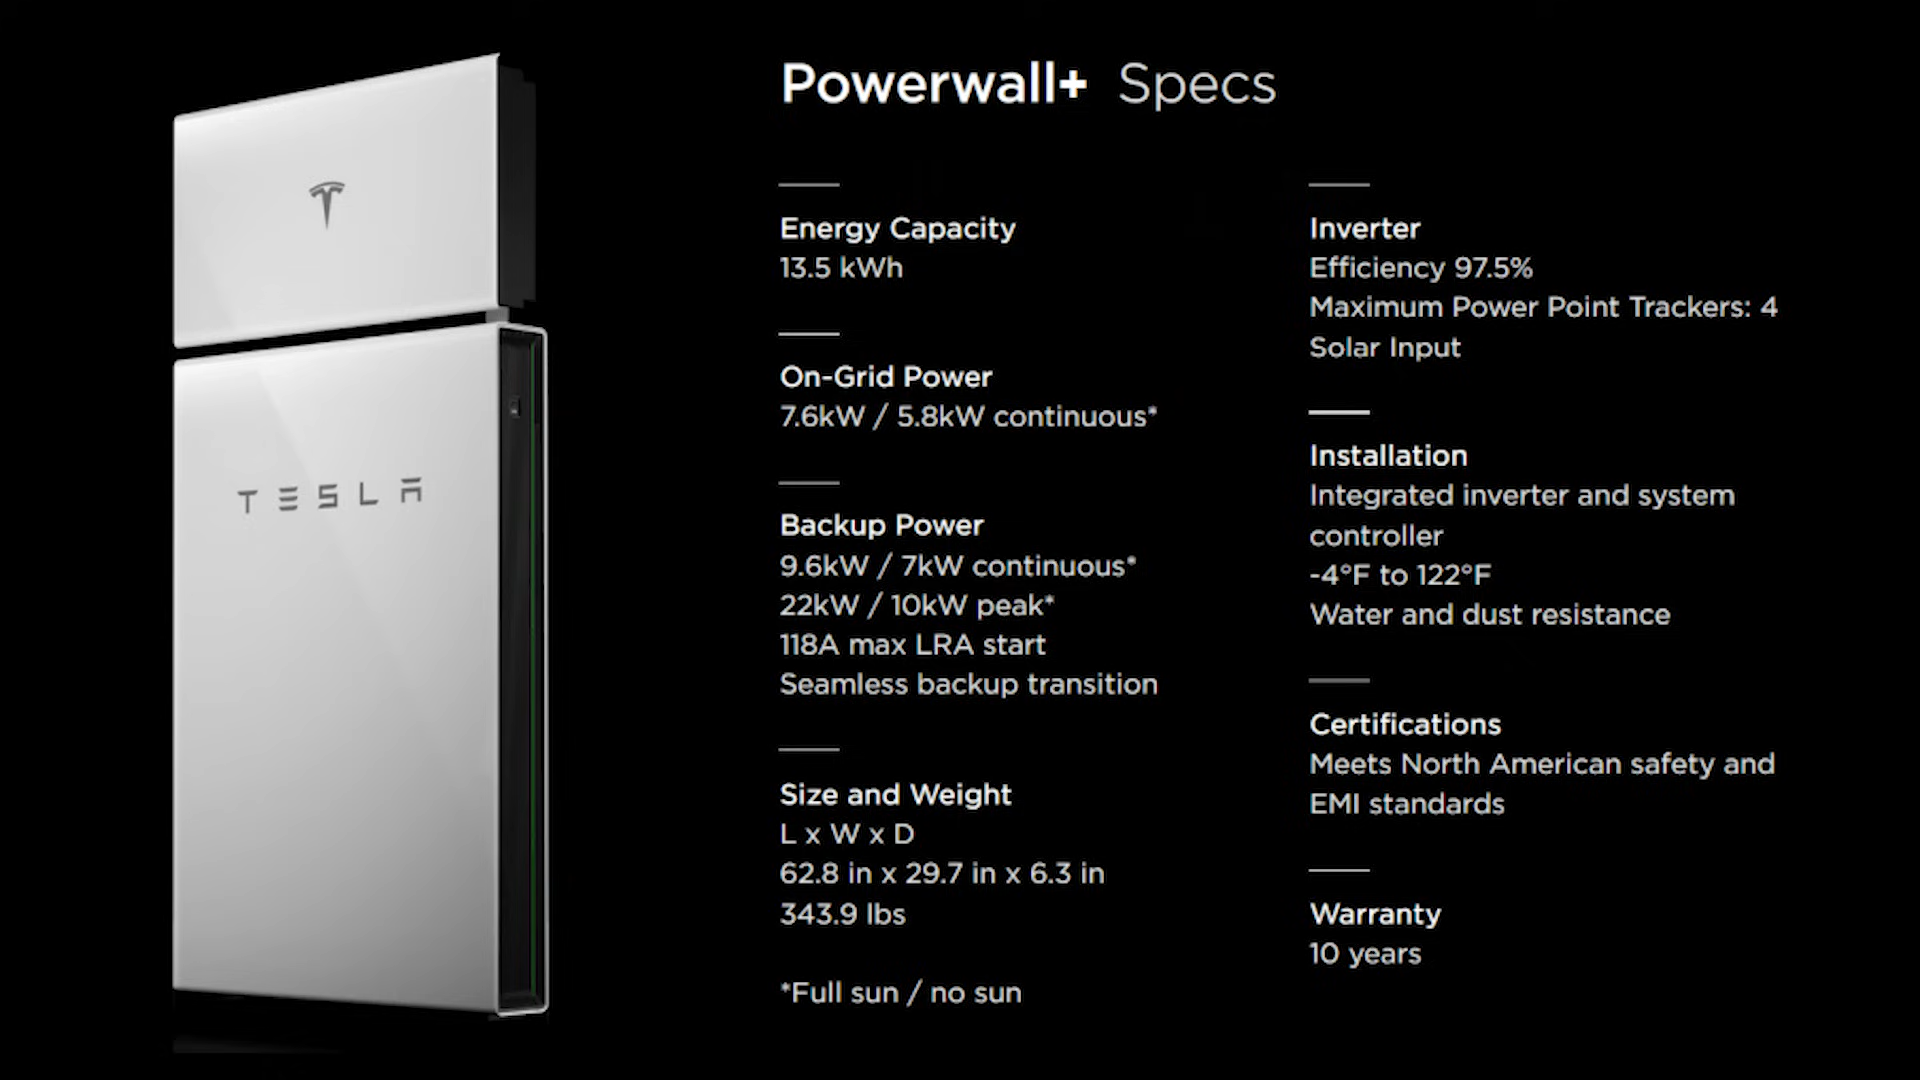 TESLA
Powerwall+ Specs
Energy Capacity
13.5 kWh
On-Grid Power
7.6kW / 5.8kW continuous*
Backup Power
9.6kW / 7kW continuous*
22kW / 10kW peak*
118A max LRA start
Seamless backup transition
Size and Weight
L x W x D
62.8 in x 29.7 in x 6.3 in
343.9 lbs
*Full sun / no sun
Inverter
Efficiency 97.5%
Maximum Power Point Trackers: 4
Solar Input
Installation
Integrated inverter and system
controller
-4°F to 122°F
Water and dust resistance
Certifications
Meets North American safety and
EMI standards
Warranty
10 years